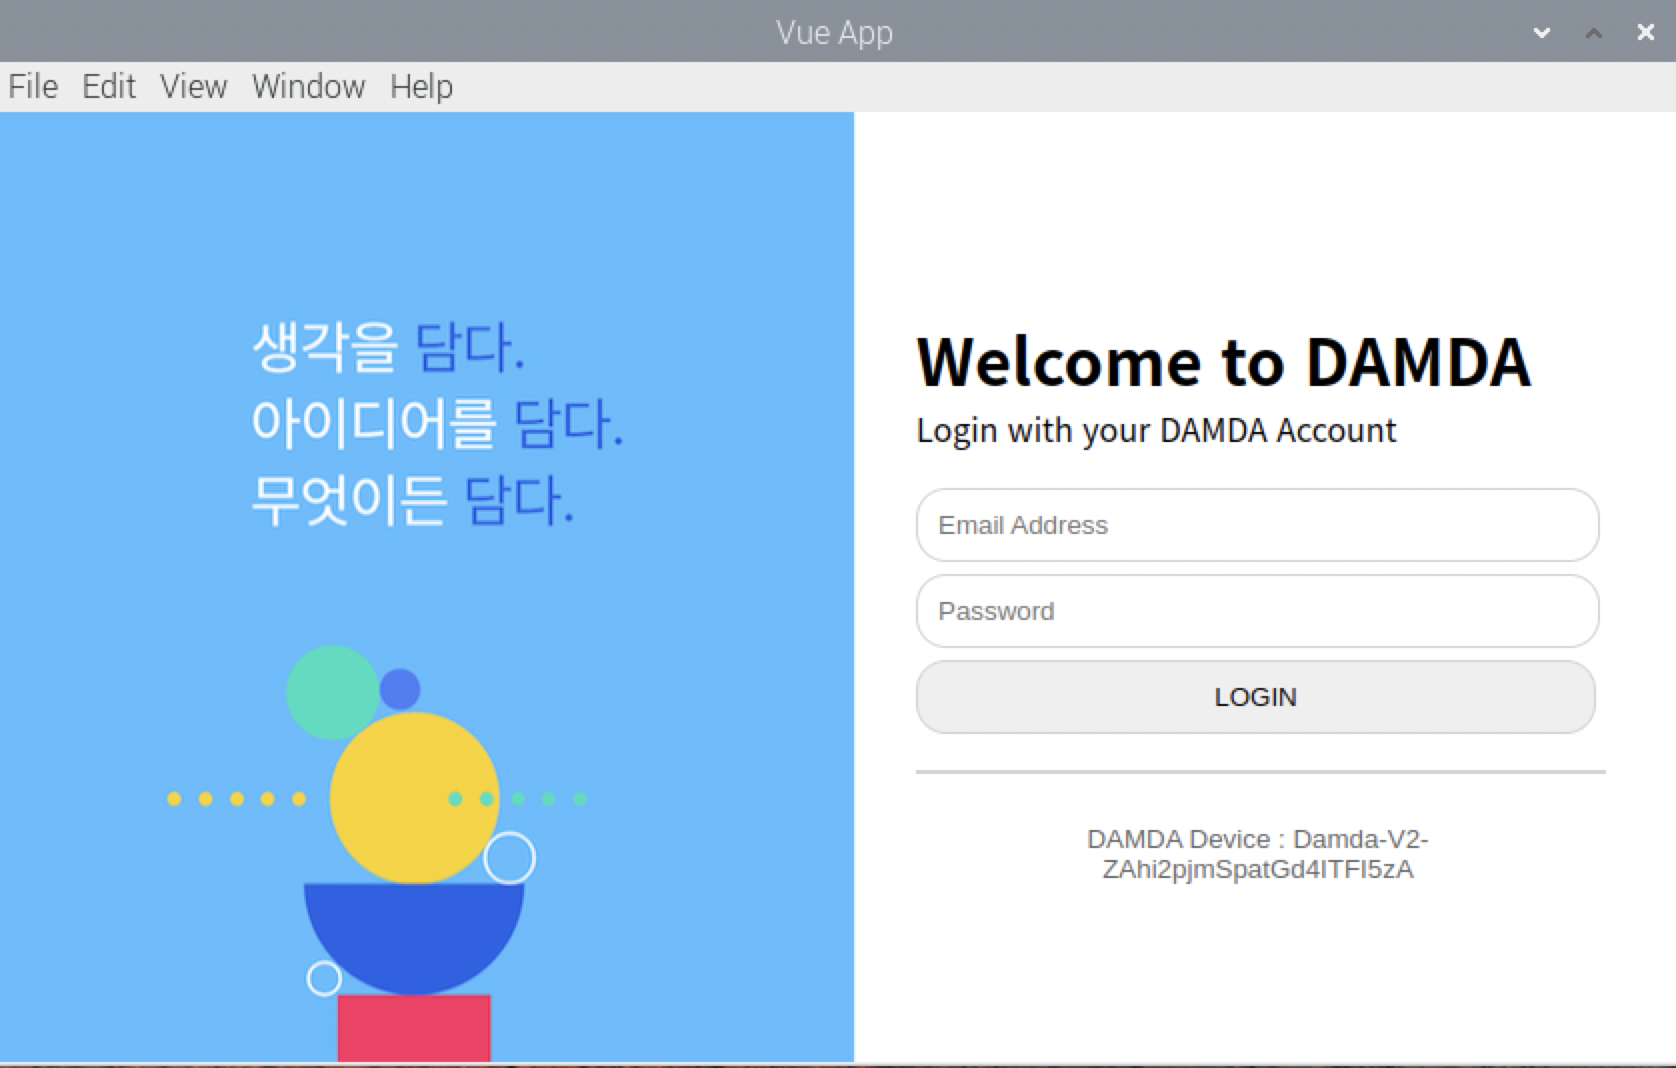 Vue App
File Edit View Window Help
생각을 담다.
아이디어를 담다.
무엇이든 담다.
Welcome to DAMDA
Login with your DAMDA Account
Email Address
Password
LOGIN
DAMDA Device : Damda-V2-
ZAhi2pjmSpatGd4ITFI5zA